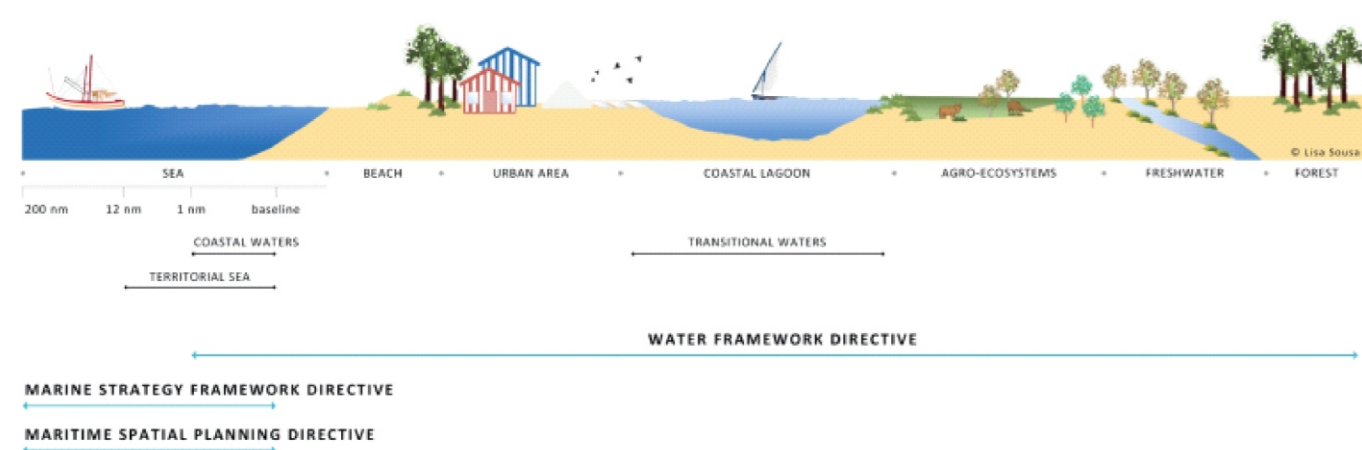 © Lisa Sousa
SEA BEACH URBAN AREA COASTAL LAGOON AGRO-ECOSYSTEMS FRESHWATER FOREST
200 nm 12 nm 1 nm baseline
COASTAL WATERS TRANSITIONAL WATERS
TERRITORIAL SEA
WATER FRAMEWORK DIRECTIVE
MARINE STRATEGY FRAMEWORK DIRECTIVE
MARITIME SPATIAL PLANNING DIRECTIVE